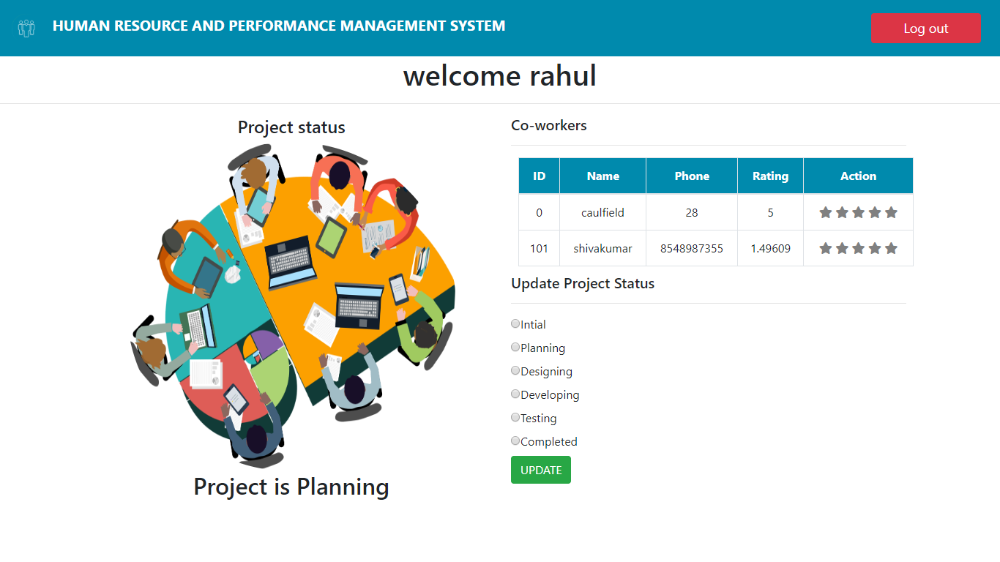 HUMAN RESOURCE AND PERFORMANCE MANAGEMENT SYSTEM
Log out
welcome rahul
Project status
Project is Planning
Co-workers
ID Name Phone Rating Action
0 caulfield 28 5
101 shivakumar 8548987355 1.49609
Update Project Status
Intial
Planning
Designing
Developing
Testing
Completed
UPDATE